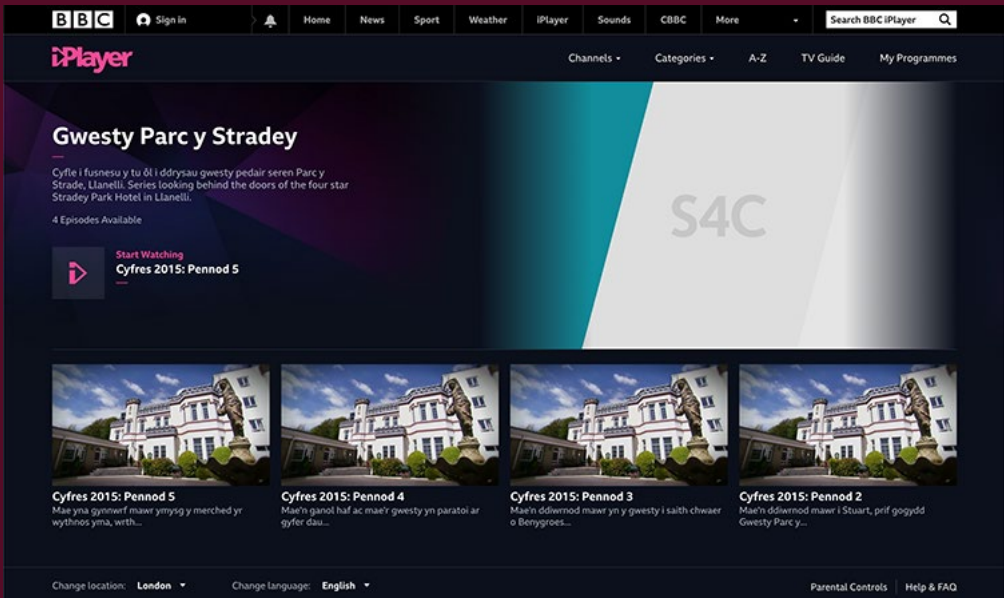 BBC Sign in Home News Sport Weather iPlayer Sounds CBBC More Search BBC iPlayer
iPlayer Channels Categories A-Z TV Guide My Programmes
Gwesty Parc y Stradey
Cyfle i fusnesu y tu ôl i ddrysau gwesty pedair seren Parc y
Strade, Llanelli. Series looking behind the doors of the four star
Stradey Park Hotel in Llanelli.
4 Episodes Available
Start Watching
Cyfres 2015: Pennod 5
S4C
Cyfres 2015: Pennod 5
Mae yna gynnwrf mawr ymysg y merched yr
wythnos yma, wrth...
Cyfres 2015: Pennod 4
Mae'n ganol haf ac mae'r gwesty yn paratoi ar
gyfer dau...
Cyfres 2015: Pennod 3
Mae'n ddiwrnod mawr yn y gwesty i saith chwaer
o Benygroes...
Cyfres 2015: Pennod 2
Mae'n ddiwrnod mawr i Stuart, prif gogydd
Gwesty Parc y...
Change location: London Change language: English Parental Controls Help & FAQ